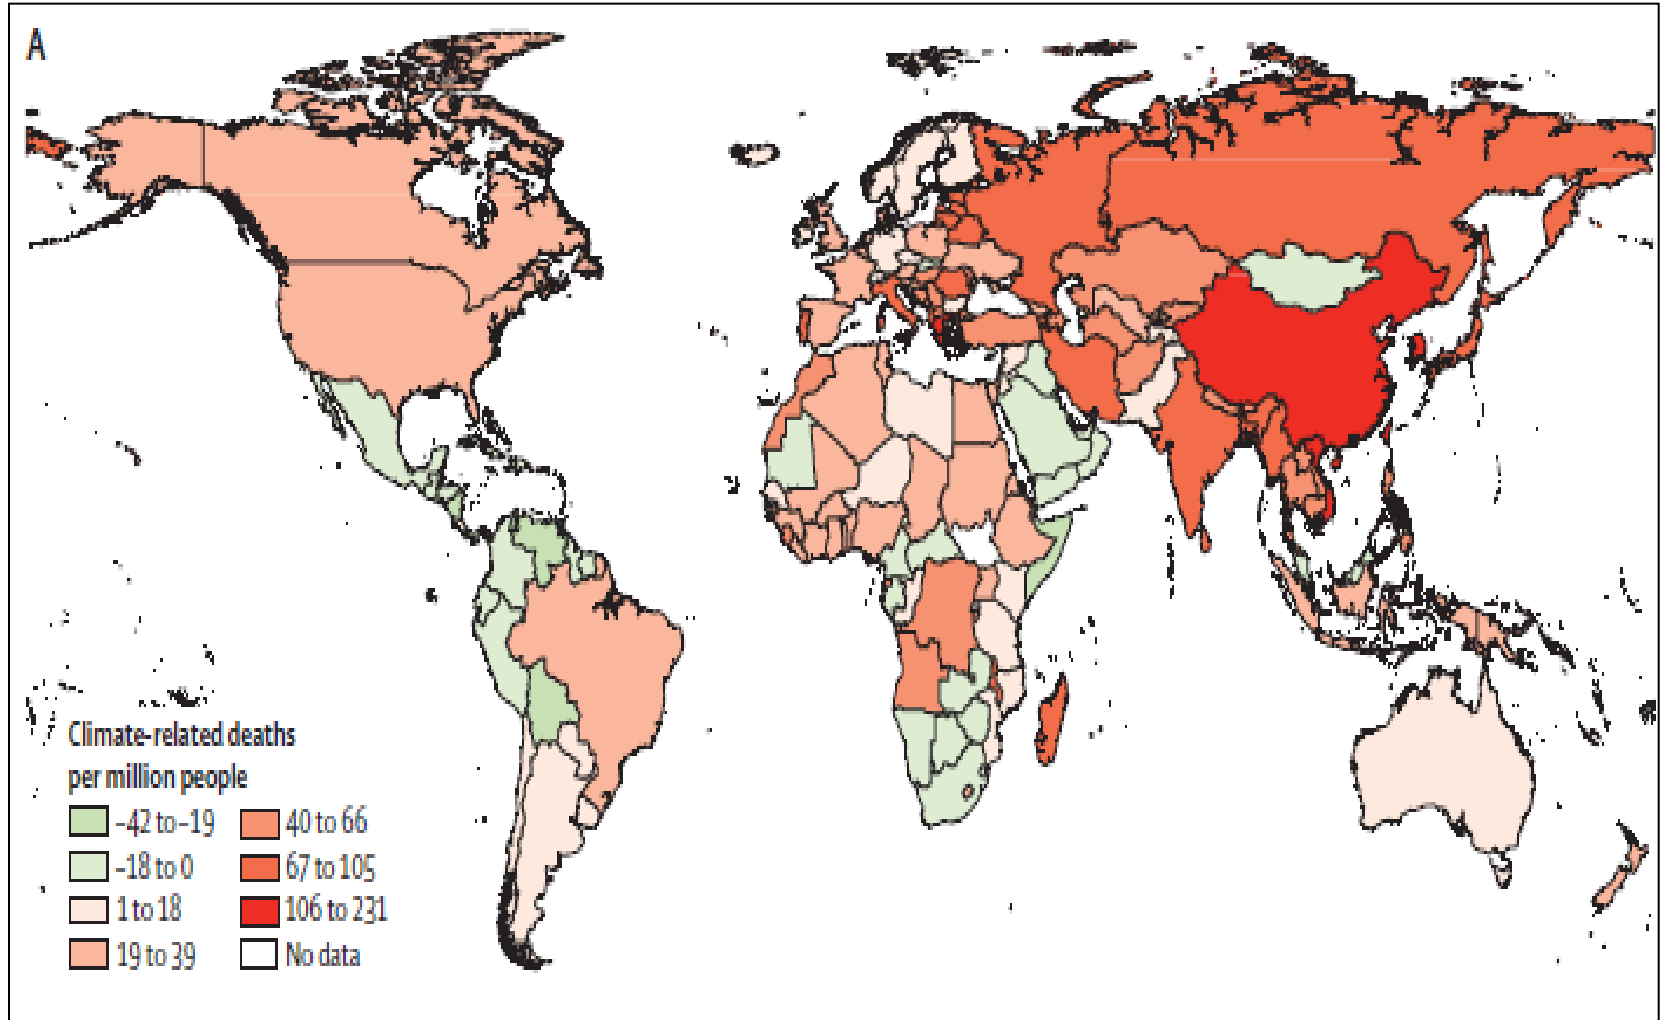 A
Climate-related deaths
per million people
–42 to –19
–18 to 0
1 to 18
19 to 39
40 to 66
67 to 105
106 to 231
No data